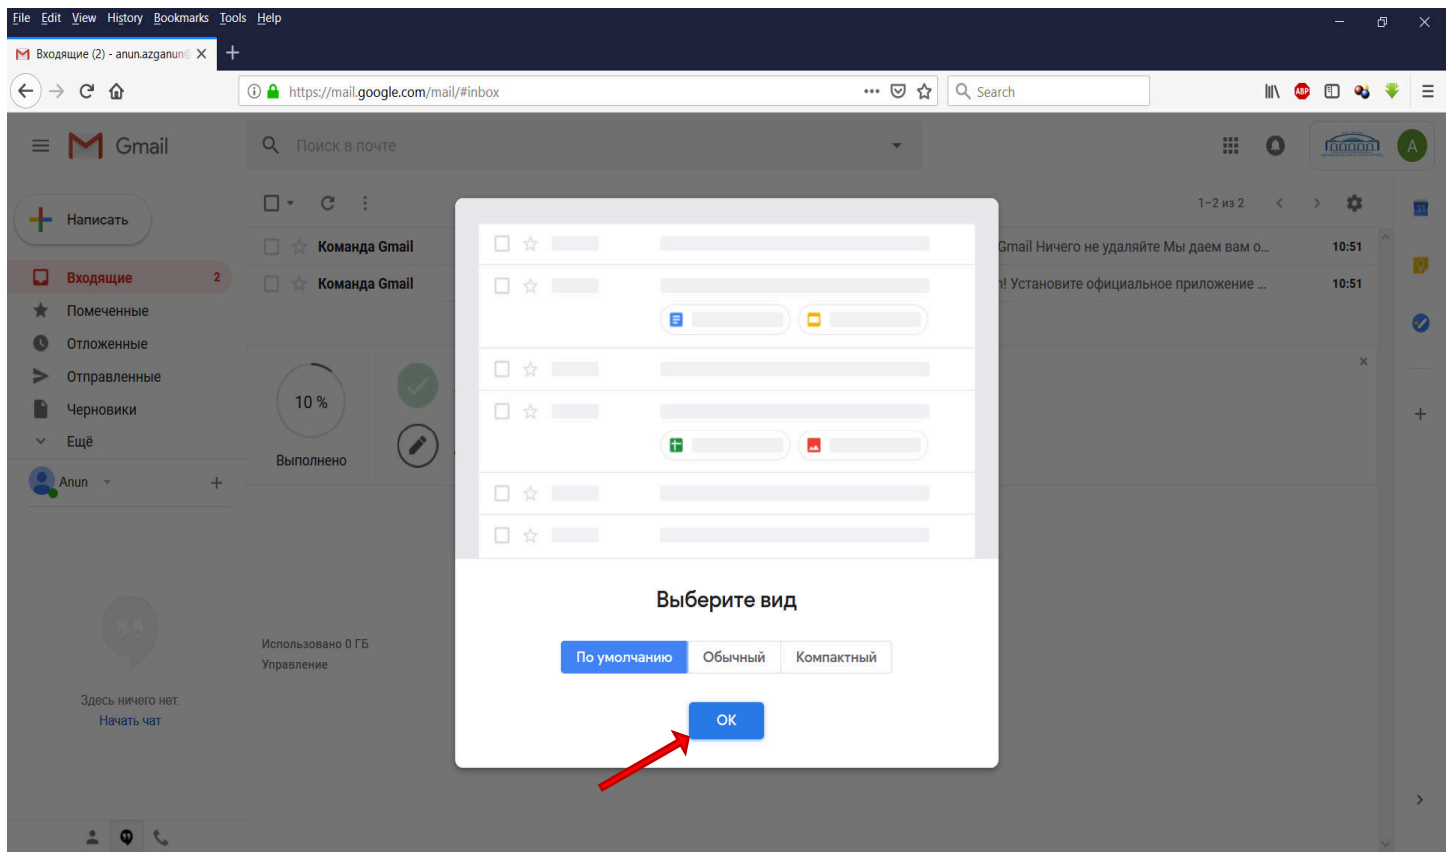 File Edit View History Bookmarks Tools Help
Входящие (2) - anun.azganun@
https://mail.google.com/mail/#inbox
Search
ABP
Gmail
Поиск в почте
A
Написать
1–2 из 2
31
Команда Gmail
Gmail Ничего не удаляйте Мы даем вам о...
10:51
Входящие 2
Команда Gmail
! Установите официальное приложение ...
10:51
Помеченные
Отложенные
Отправленные
Черновики
Ещё
10 %
Выполнено
Anun
Выберите вид
Использовано 0 ГБ
Управление
По умолчанию Обычный Компактный
Здесь ничего нет.
Начать чат
ОК